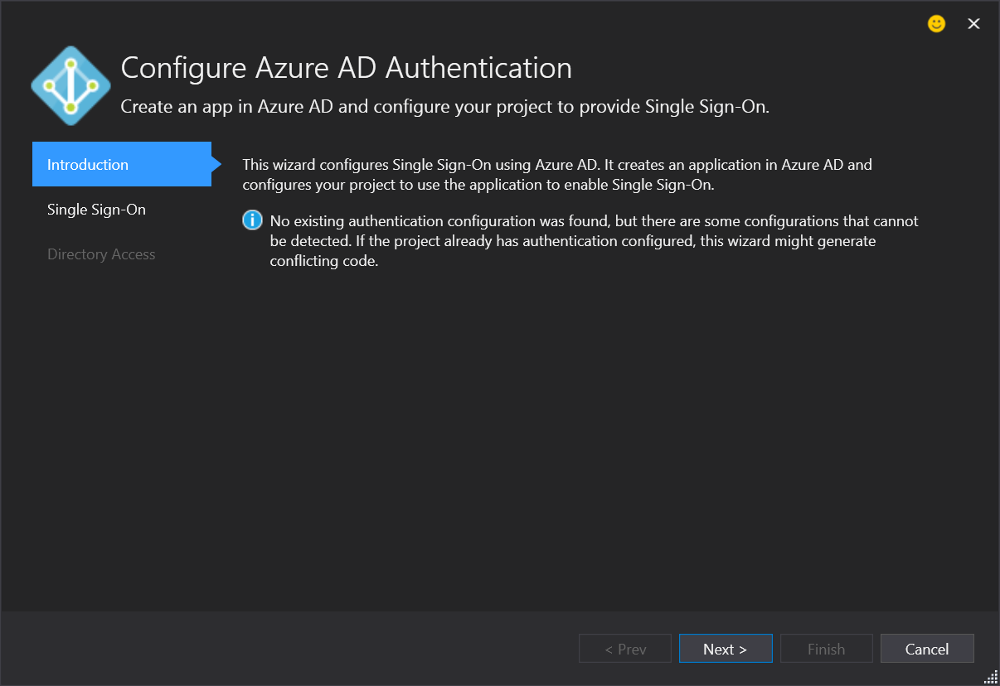 Configure Azure AD Authentication
Create an app in Azure AD and configure your project to provide Single Sign-On.
Introduction
Single Sign-On
Directory Access
This wizard configures Single Sign-On using Azure AD. It creates an application in Azure AD and
configures your project to use the application to enable Single Sign-On.
No existing authentication configuration was found, but there are some configurations that cannot
be detected. If the project already has authentication configured, this wizard might generate
conflicting code.
< Prev
Next >
Finish
Cancel